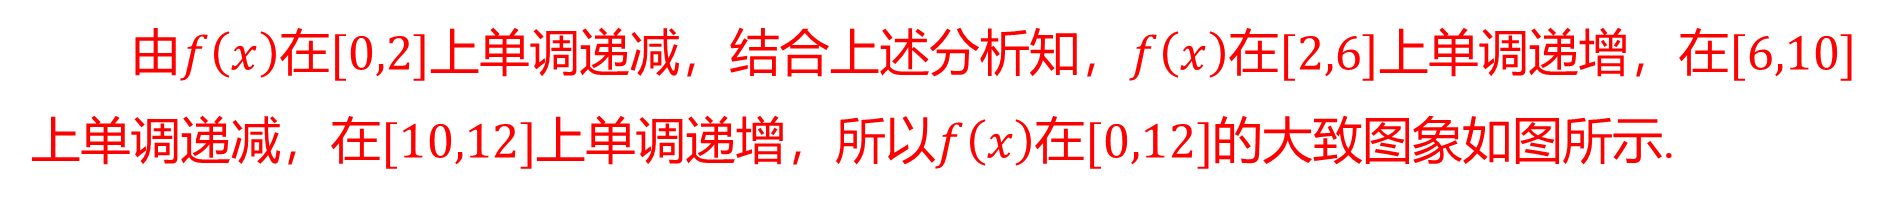 由f(x)在[0,2]上单调递减，结合上述分析知，f(x)在[2,6]上单调递增，在[6,10]
上单调递减，在[10,12]上单调递增，所以f(x)在[0,12]的大致图象如图所示.